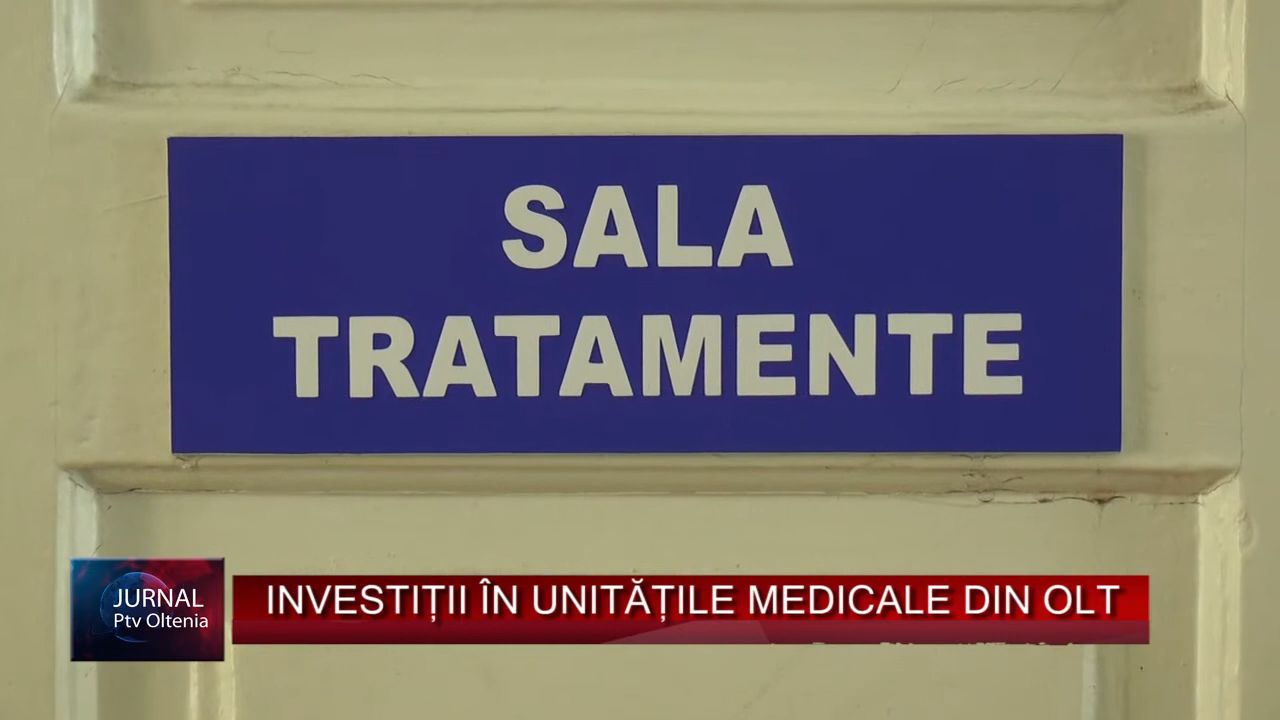 SALA
TRATAMENTE
JURNAL
Ptv Oltenia
INVESTIȚII ÎN UNITĂȚILE MEDICALE DIN OLT